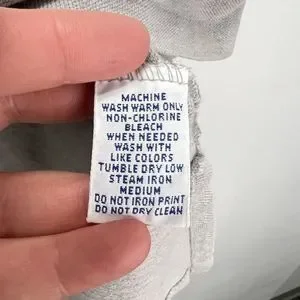 MACHINE
WASH WARM ONLY
NON-CHLORINE
BLEACH
WHEN NEEDED
WASH WITH
LIKE COLORS
TUMBLE DRY LOW
STEAM IRON
MEDIUM
DO NOT IRON PRINT
DO NOT DRY CLEAN